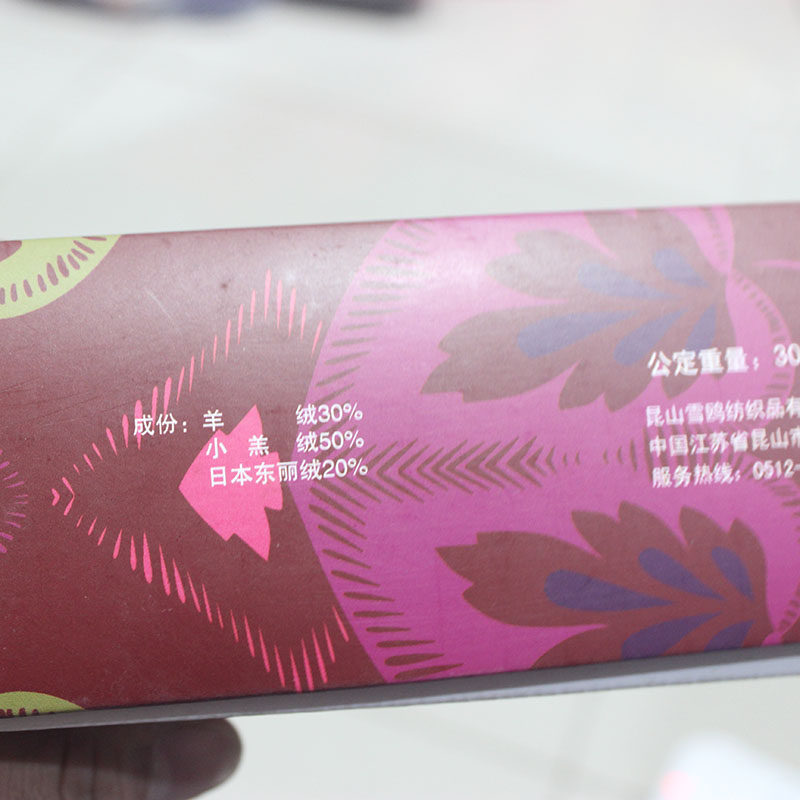 成份：羊 绒30%
小 羔 绒50%
日本东丽绒20%
公定重量：30
昆山雪鸥纺织品有
中国江苏省昆山市
服务热线：0512-